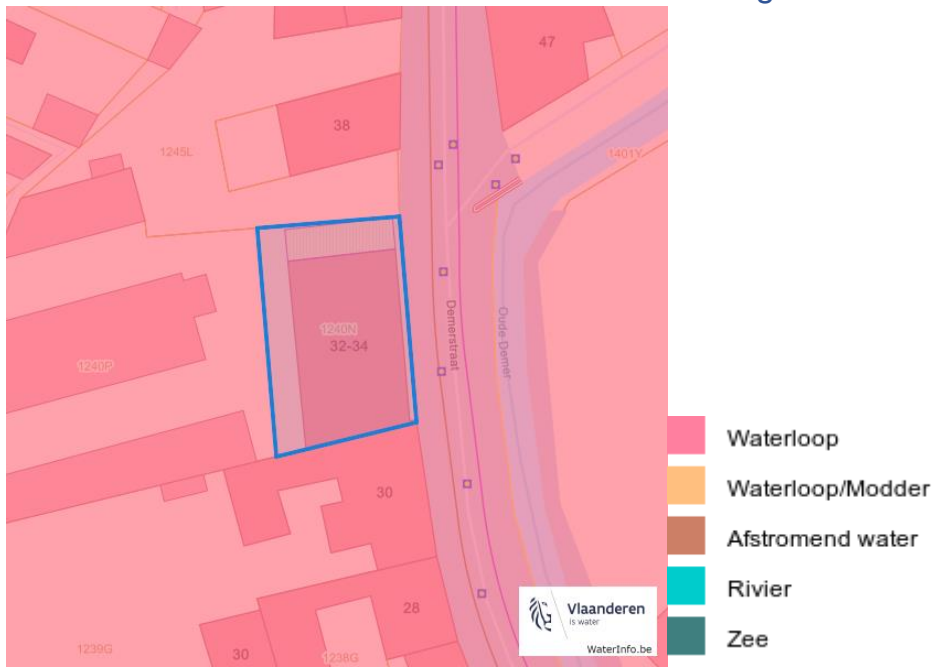 g
47
38
1245L
1401Y
1240N
32-34
Demerstraat
Oude Demer
1240P
30
28
1239G
30
1238G
Vlaanderen
is water
WaterInfo.be
Waterloop
Waterloop/Modder
Afstromend water
Rivier
Zee